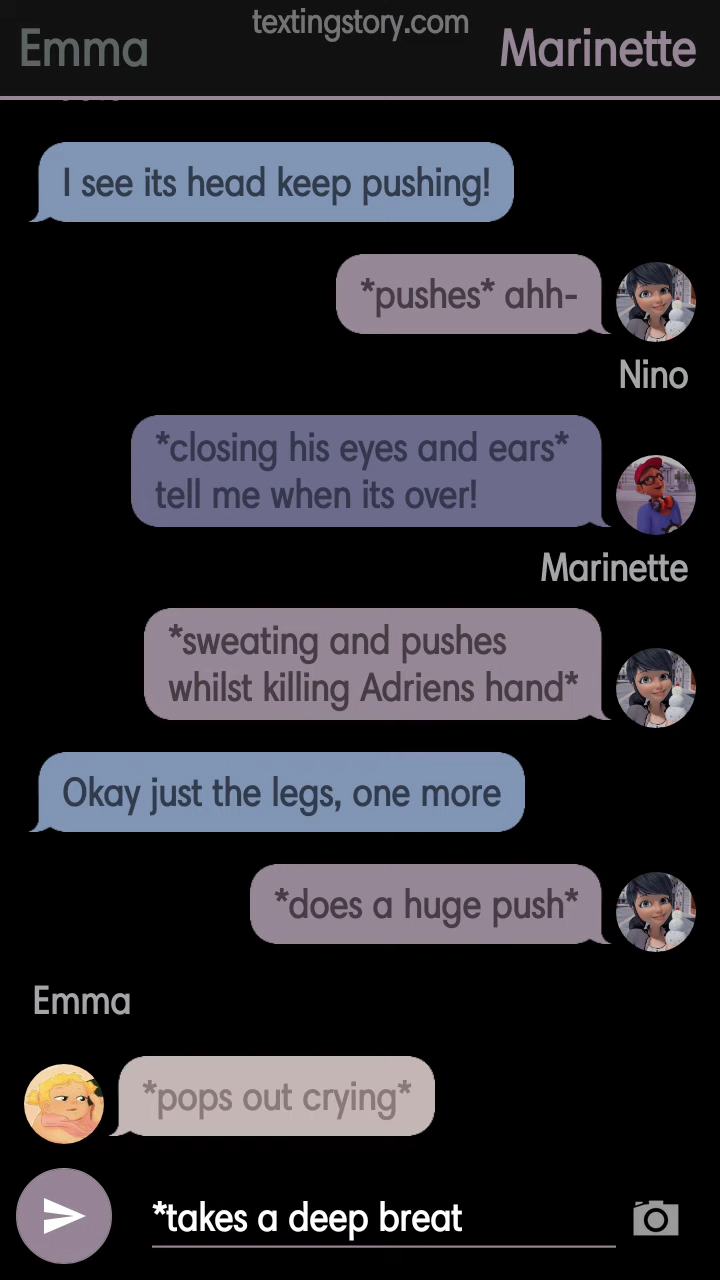 textingstory.com
Emma
Marinette
I see its head keep pushing!
*pushes* ahh-
Nino
*closing his eyes and ears*
tell me when its over!
Marinette
*sweating and pushes
whilst killing Adriens hand*
Okay just the legs, one more
*does a huge push*
Emma
*pops out crying*
*takes a deep breat